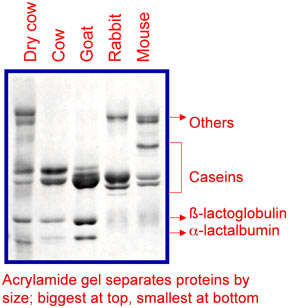 Dry cow
Cow
Goat
Rabbit
Mouse
Others
Caseins
ß-lactoglobulin
α-lactalbumin
Acrylamide gel separates proteins by
size; biggest at top, smallest at bottom